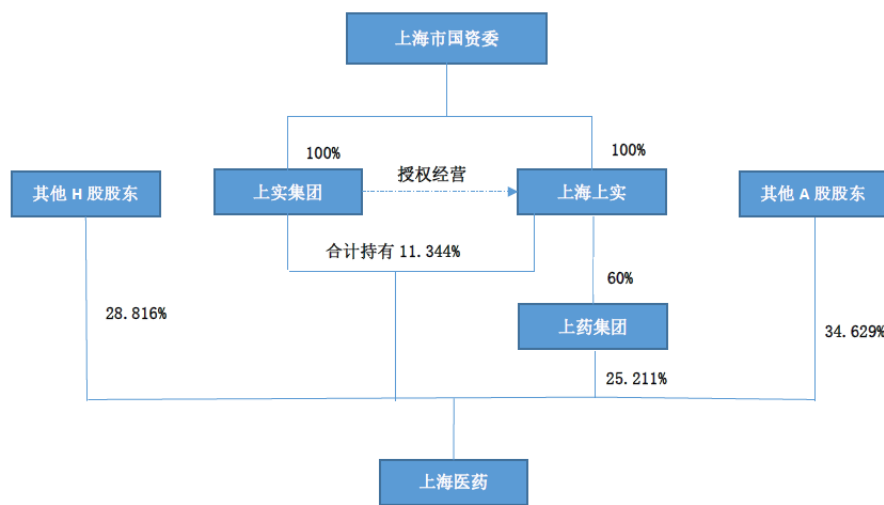 上海市国资委
100%
100%
其他 H 股股东
上实集团
授权经营
上海上实
其他 A 股股东
合计持有 11.344%
60%
28.816%
上药集团
34.629%
25.211%
上海医药